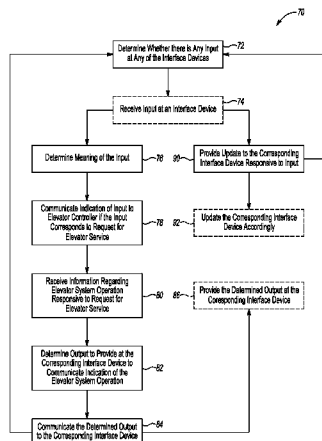 70
Determine Whether there is Any Input
at Any of the Interface Devices
72
Receive Input at an Interface Device
74
Determine Meaning of the Input
76
90
Provide Update to the Corresponding
Interface Device Responsive to Input
Communicate Indication of Input to
Elevator Controller if the Input
Corresponds to Request for
Elevator Service
78
92
Update the Corresponding Interface
Device Accordingly
Receive Information Regarding
Elevator System Operation
Responsive to Request for
Elevator Service
80
86
Provide the Determined Output at the
Coresponding Interface Device
Determine Output to Provide at the
Corresponding Interface Device to
Communicate Indication of the
Elevator System Operation
82
Communicate the Determined Output
to the Corresponding Interface Device
84